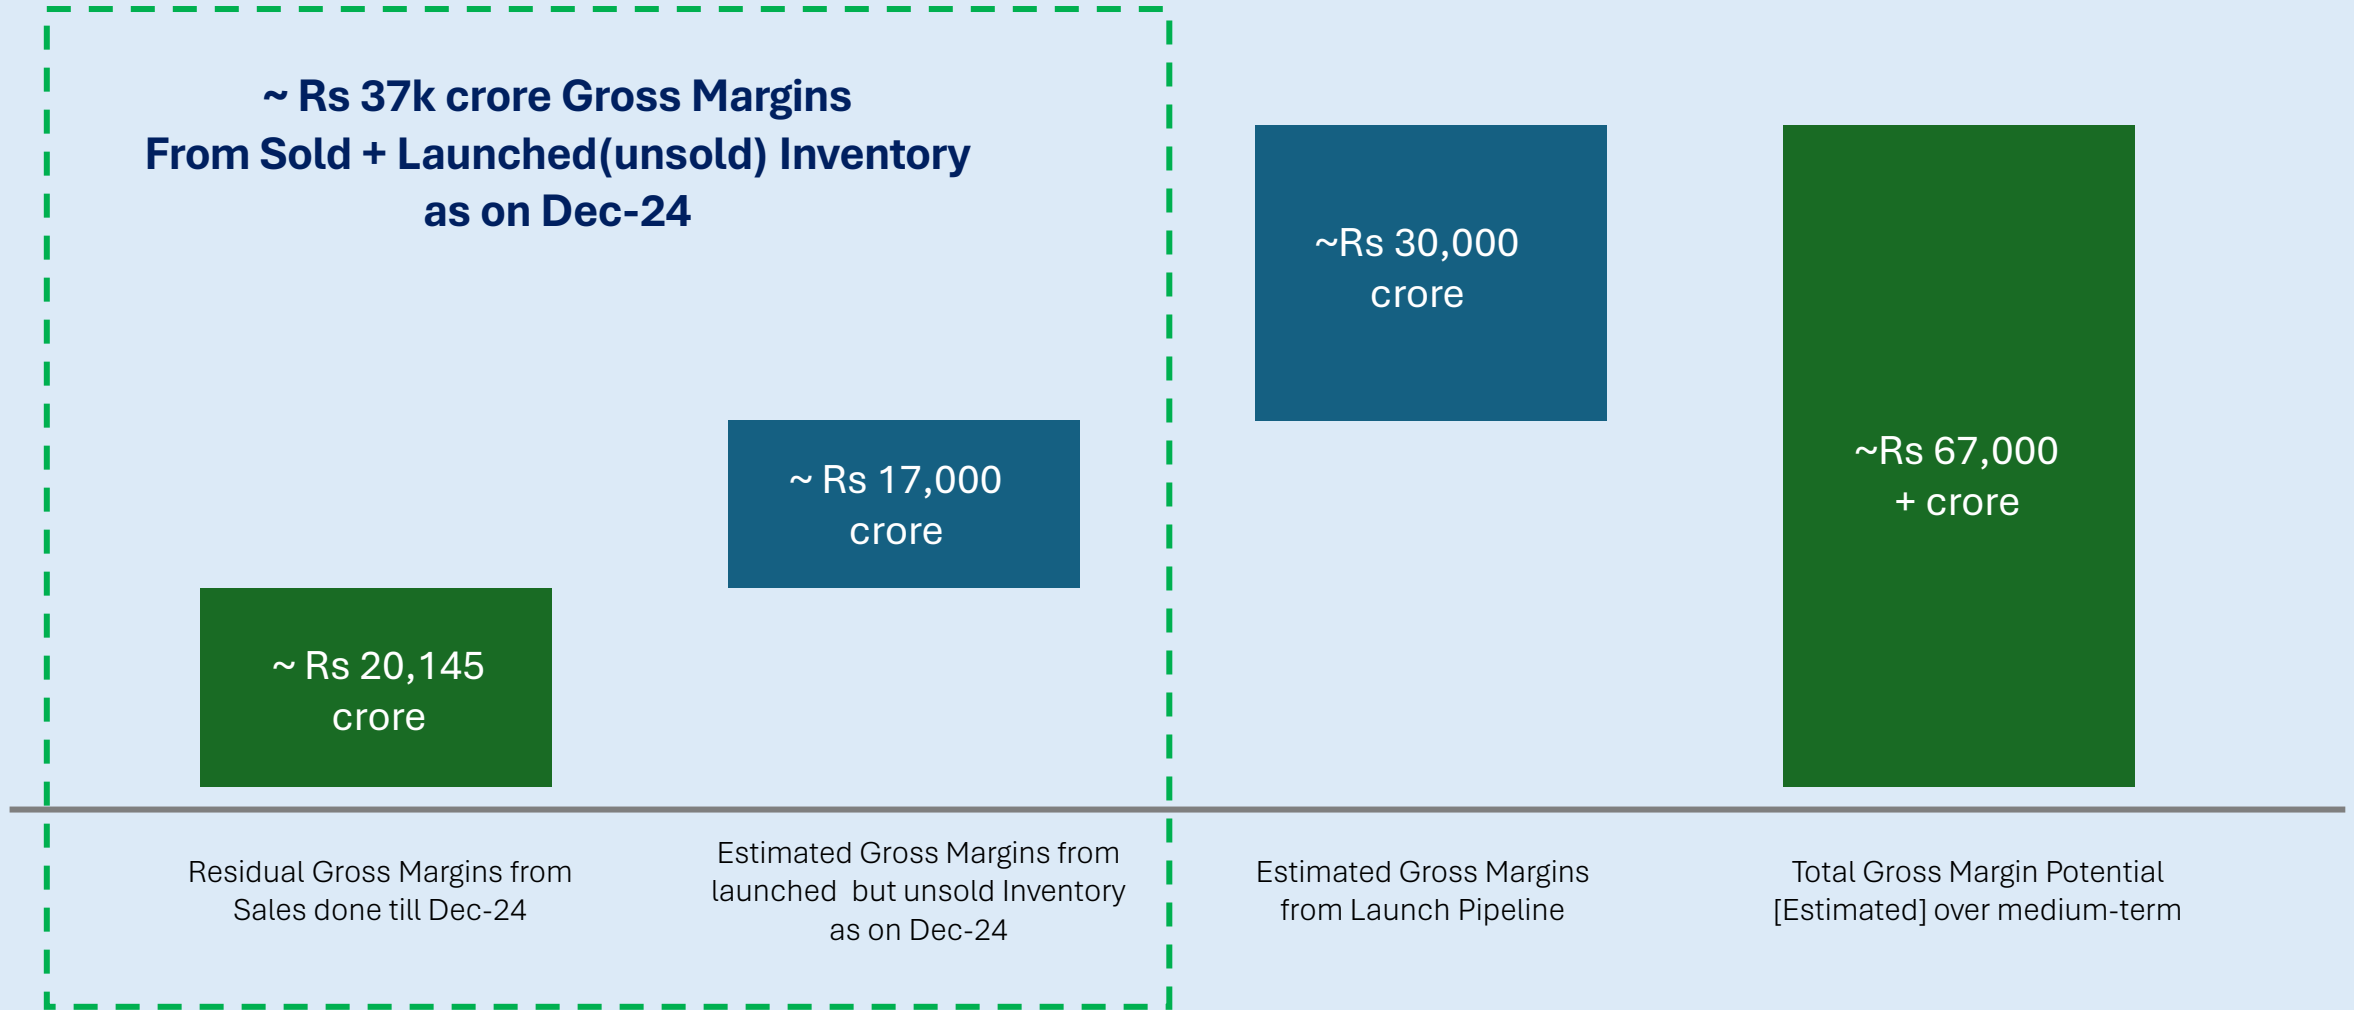 ~ Rs 37k crore Gross Margins
From Sold + Launched(unsold) Inventory
as on Dec-24
~ Rs 20,145
crore
~ Rs 17,000
crore
~Rs 30,000
crore
~Rs 67,000
+ crore
Residual Gross Margins from
Sales done till Dec-24
Estimated Gross Margins from
launched but unsold Inventory
as on Dec-24
Estimated Gross Margins
from Launch Pipeline
Total Gross Margin Potential
[Estimated] over medium-term